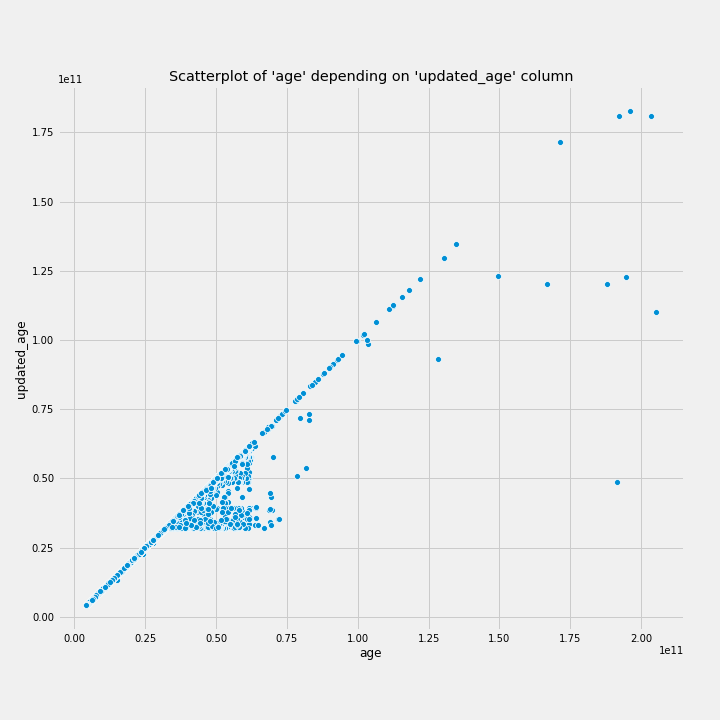 Scatterplot of 'age' depending on 'updated_age' column
1e11
updated_age
1.75
1.50
1.25
1.00
0.75
0.50
0.25
0.00
0.00 0.25 0.50 0.75 1.00 1.25 1.50 1.75 2.00
age
1e11